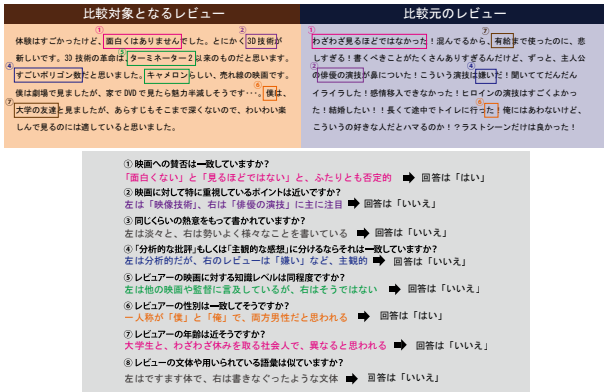 比較対象となるレビュー
①
②
体験はすごかったけど、面白くはありませんでした。とにかく3D技術が
⑤
新しいです。3D技術の革命は、ターミネーター2以来のものだと思います。
④
③
すごいポリゴン数だと思いました。キャメロンらしい、売れ線の映画です。
⑥
僕は劇場で見ましたが、家でDVDで見たら魅力半減しそうです・・・。僕は、
⑦
大学の友達と見ましたが、あらすじもそこまで深くないので、わいわい楽
しんで見るのには適していると思いました。
比較元のレビュー
①
⑦
わざわざ見るほどではなかった！混んでるから、有給まで使ったのに、悲
しすぎる！書くべきことがたくさんありすぎるんだけど、ずっと、主人公
②
④
の俳優の演技が鼻についた！こういう演技は嫌いだ！聞いててだんだん
イライラした！感情移入できなかった！ヒロインの演技はすごくよかっ
⑥
た！結婚したい！！長くて途中でトイレに行った！俺にはあわないけど、
こういうの好きな人だとハマるのか！？ラストシーンだけは良かった！
①映画への賛否は一致していますか？
「面白くない」と「見るほどではない」と、ふたりとも否定的 ➡ 回答は「はい」
②映画に対して特に重視しているポイントは近いですか？
左は「映像技術」、右は「俳優の演技」に主に注目 ➡ 回答は「いいえ」
③同じくらいの熱意をもって書かれていますか？
左は淡々と、右は勢いよく様々なことを書いている ➡ 回答は「いいえ」
④「分析的な批評」もしくは「主観的な感想」に分けるならそれは一致していますか？
左は分析的だが、右のレビューは「嫌い」など、主観的 ➡ 回答は「いいえ」
⑤レビュアーの映画に対する知識レベルは同程度ですか？
左は他の映画や監督に言及しているが、右はそうではない ➡ 回答は「いいえ」
⑥レビュアーの性別は一致してそうですか？
一人称が「僕」と「俺」で、両方男性だと思われる ➡ 回答は「はい」
⑦レビュアーの年齢は近そうですか？
大学生と、わざわざ休みを取る社会人で、異なると思われる ➡ 回答は「いいえ」
⑧レビューの文体や用いられている語彙は似ていますか？
左はですます体で、右は書きなぐったような文体 ➡ 回答は「いいえ」